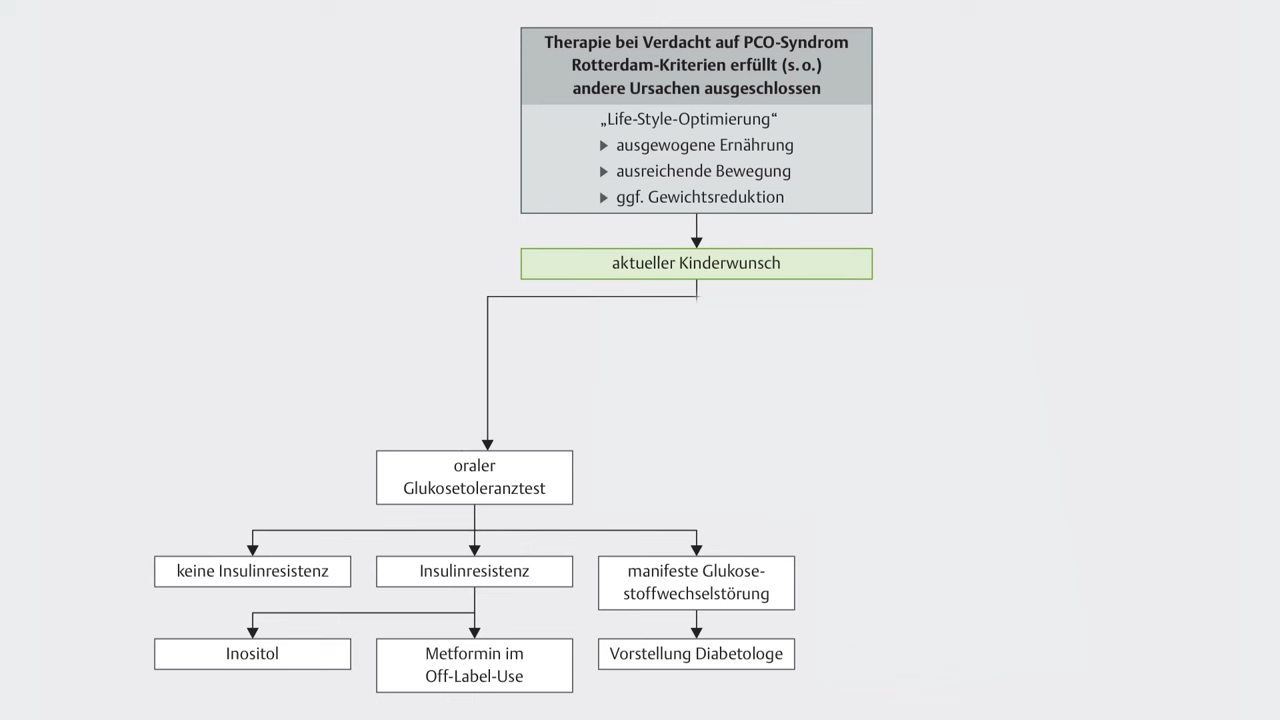 Therapie bei Verdacht auf PCO-Syndrom
Rotterdam-Kriterien erfüllt (s. o.)
andere Ursachen ausgeschlossen
„Life-Style-Optimierung“
ausgewogene Ernährung
ausreichende Bewegung
ggf. Gewichtsreduktion
aktueller Kinderwunsch
oraler
Glukosetoleranztest
keine Insulinresistenz
Insulinresistenz
manifeste Glukose-
stoffwechselstörung
Inositol
Metformin im
Off-Label-Use
Vorstellung Diabetologe